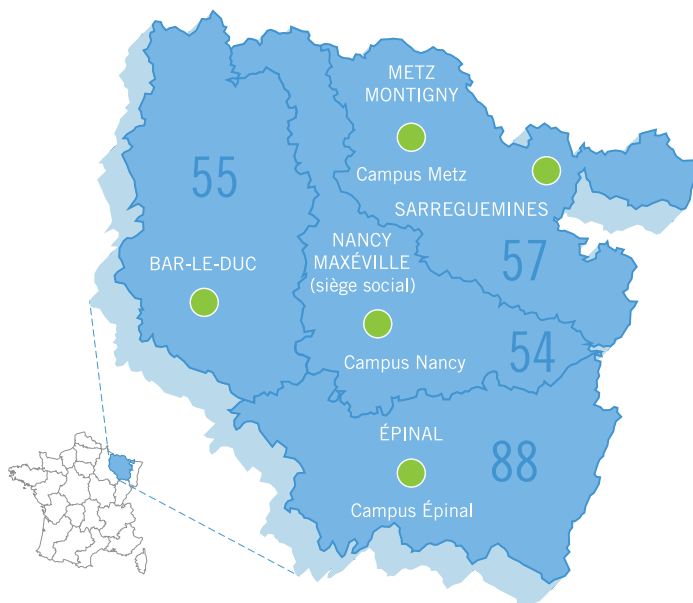 METZ
MONTIGNY
Campus Metz
55
SARREGUEMINES
NANCY
MAXÉVILLE
(siège social)
BAR-LE-DUC
57
Campus Nancy
54
ÉPINAL
88
Campus Épinal